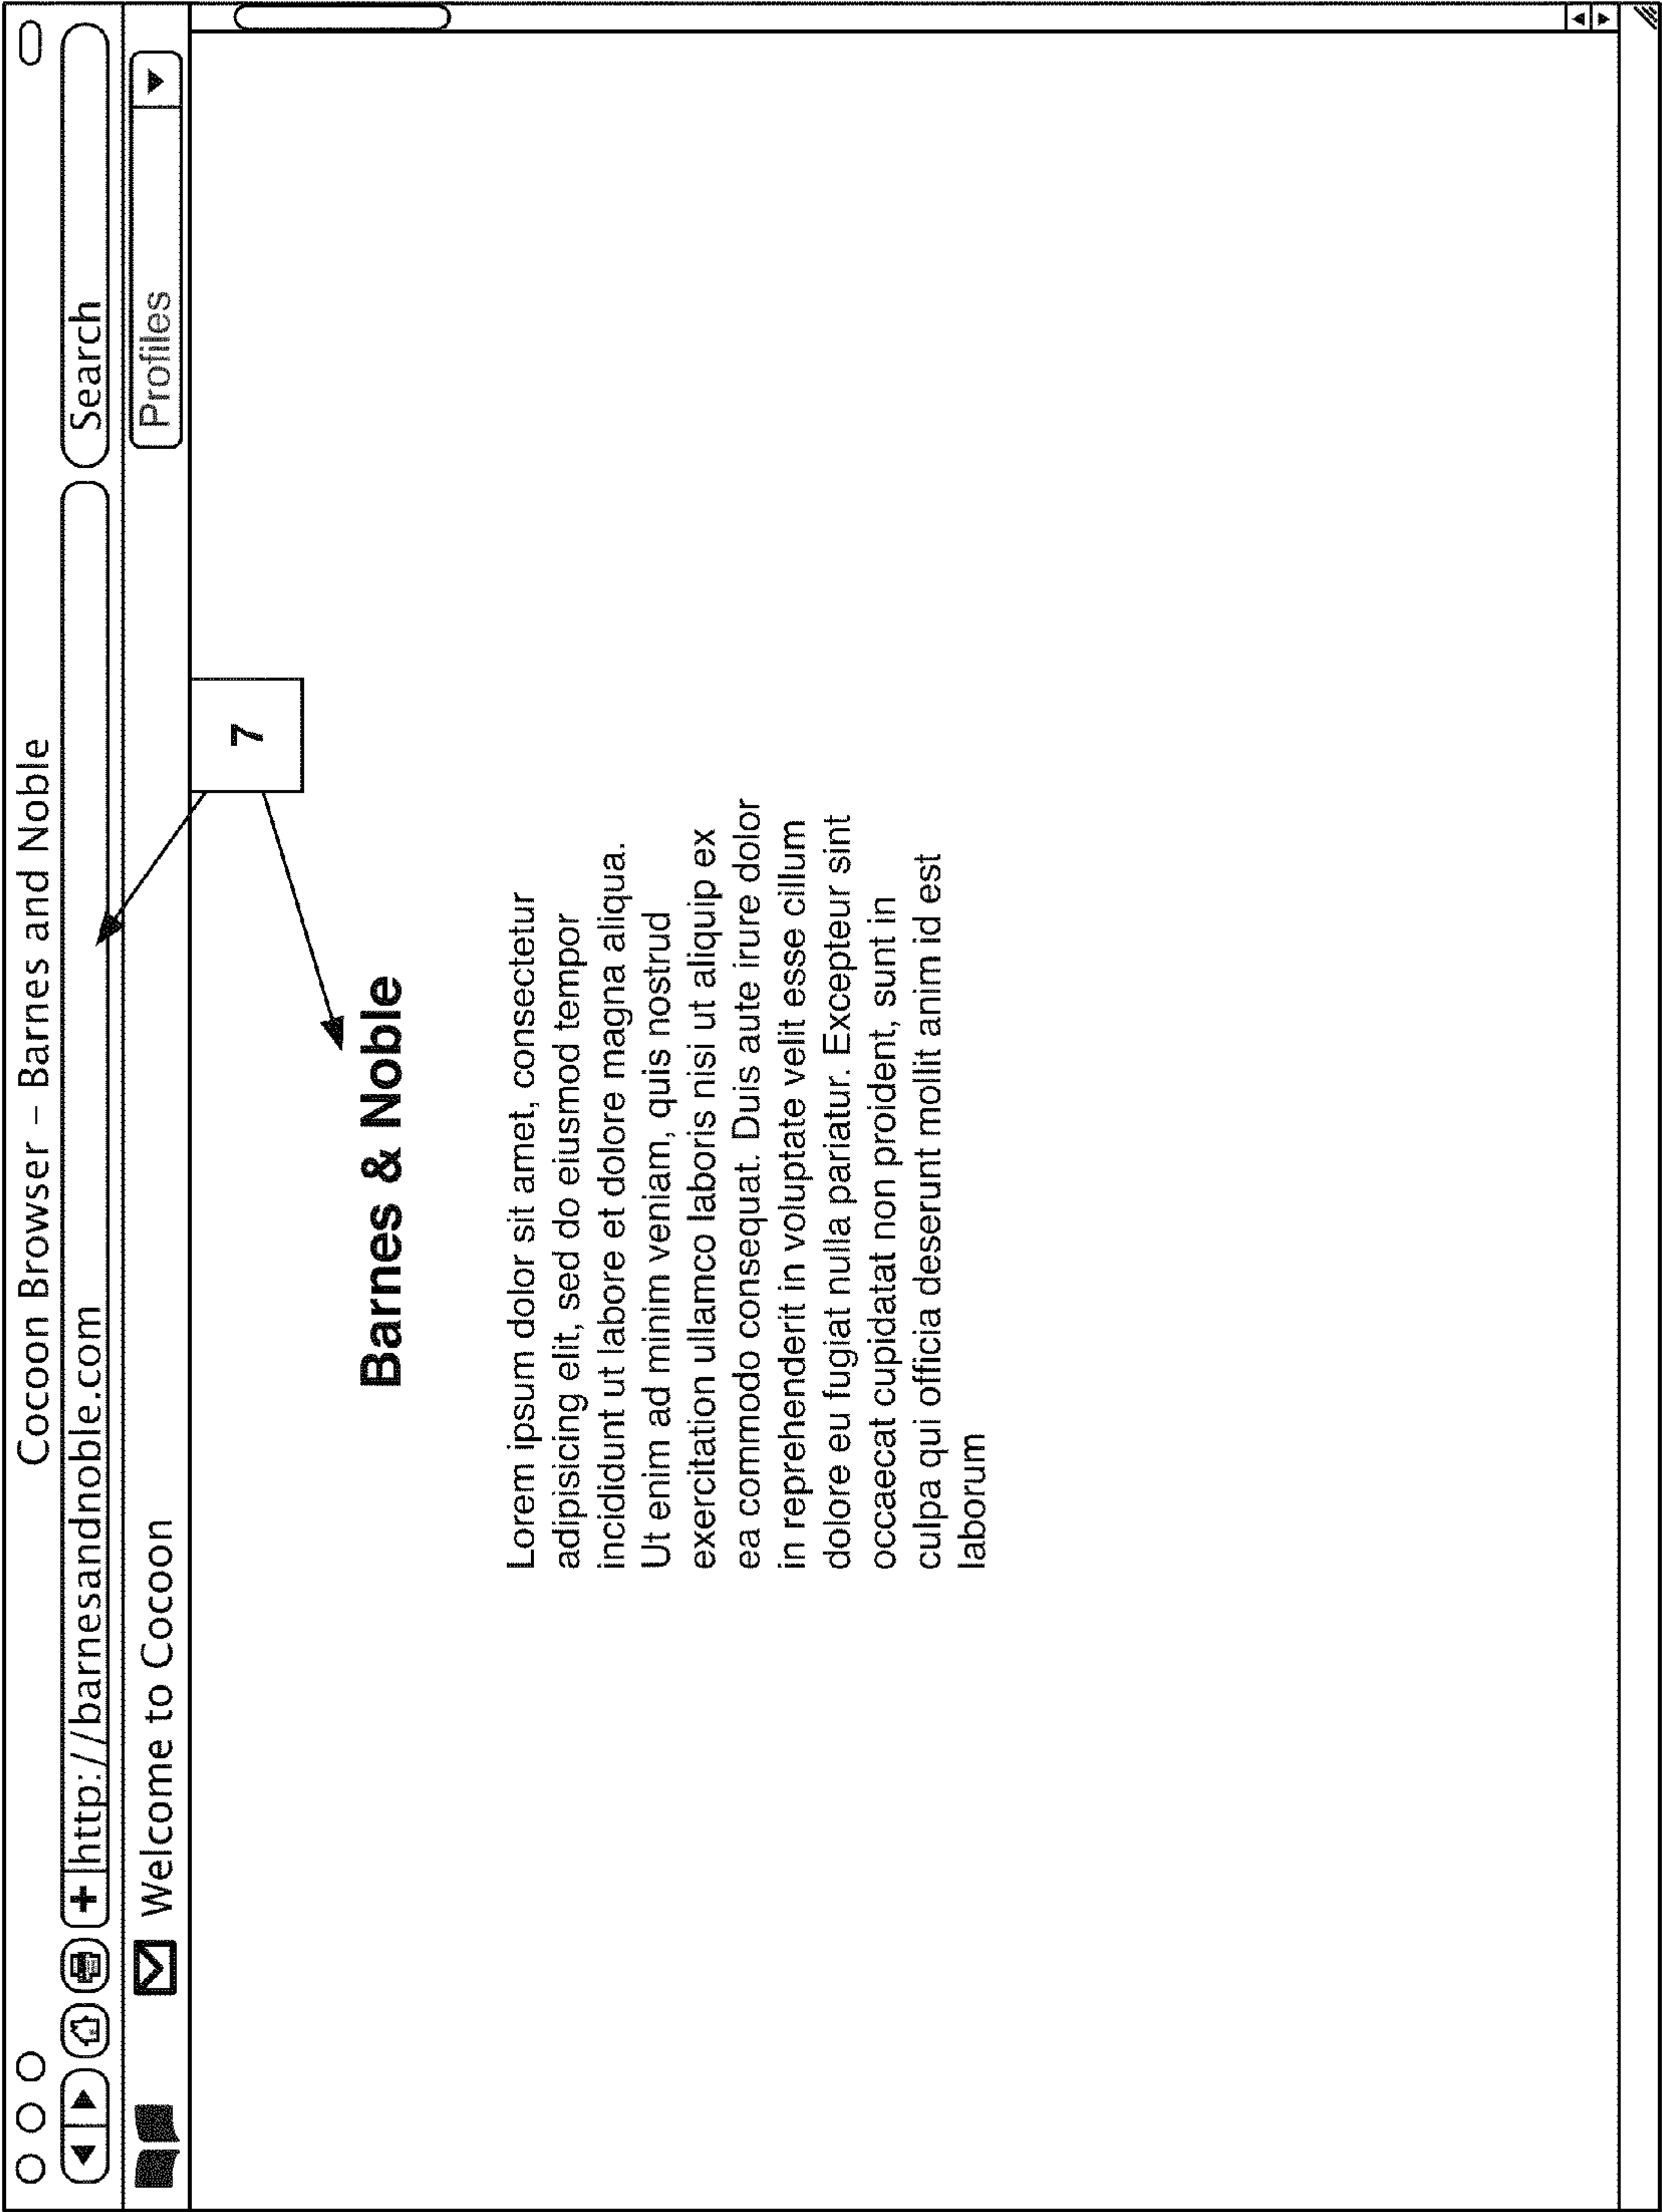 Cocoon Browser – Barnes and Noble
+ http://barnesandnoble.com
Search
Welcome to Cocoon
Profiles
7
Barnes & Noble
Lorem ipsum dolor sit amet, consectetur
adipisicing elit, sed do eiusmod tempor
incididunt ut labore et dolore magna aliqua.
Ut enim ad minim veniam, quis nostrud
exercitation ullamco laboris nisi ut aliquip ex
ea commodo consequat. Duis aute irure dolor
in reprehenderit in voluptate velit esse cillum
dolore eu fugiat nulla pariatur. Excepteur sint
occaecat cupidatat non proident, sunt in
culpa qui officia deserunt mollit anim id est
laborum